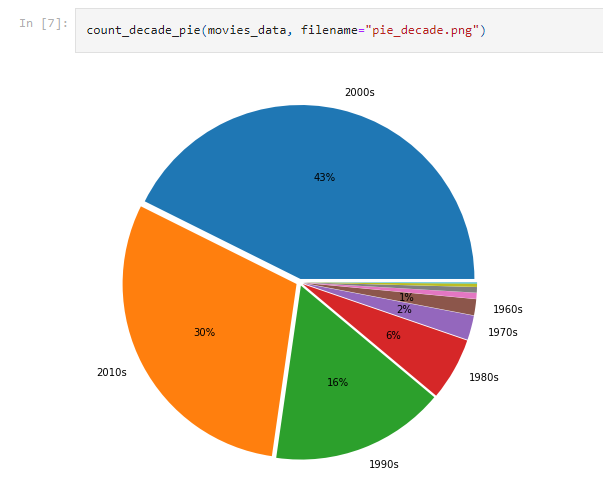 In [7]:
count_decade_pie(movies_data, filename="pie_decade.png")
2000s
43%
1%
1960s
2%
30%
6%
1970s
2010s
16%
1980s
1990s